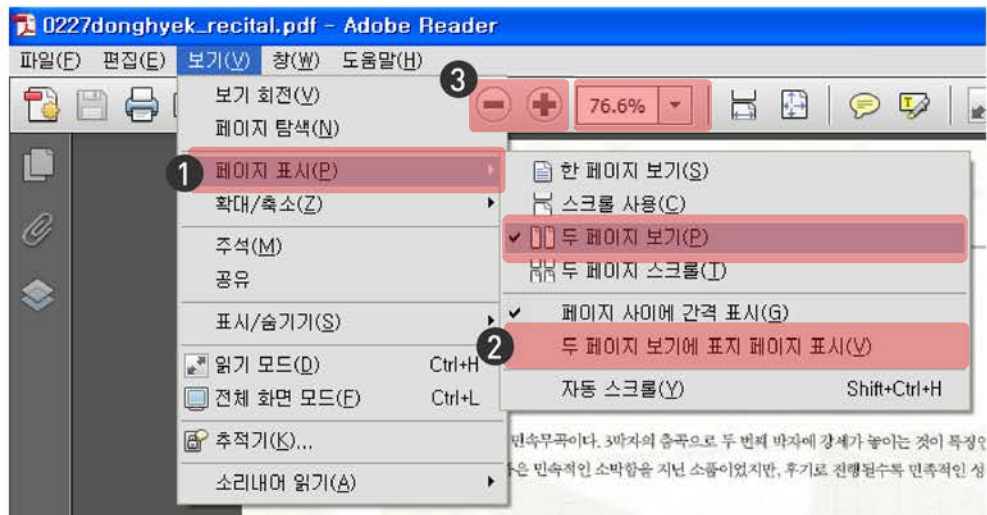 0227donghyek_recital.pdf - Adobe Reader
파일(F) 편집(E) 보기(V) 창(W) 도움말(H)
3
76.6%
보기 회전(V)
페이지 탐색(N)
1 페이지 표시(P)
확대/축소(Z)
주석(M)
공유
표시/숨기기(S)
읽기 모드(D) Ctrl+H
전체 화면 모드(F) Ctrl+L
추적기(K)...
소리내어 읽기(A)
한 페이지 보기(S)
스크롤 사용(C)
두 페이지 보기(P)
두 페이지 스크롤(T)
페이지 사이에 간격 표시(G)
2 두 페이지 보기에 표지 페이지 표시(V)
자동 스크롤(Y) Shift+Ctrl+H
민속무곡이다. 3박자의 춤곡으로 두 번째 박자에 강세가 놓이는 것이 특징
은 민속적인 소박함을 지닌 소품이었지만, 후기로 진행될수록 민족적인 성